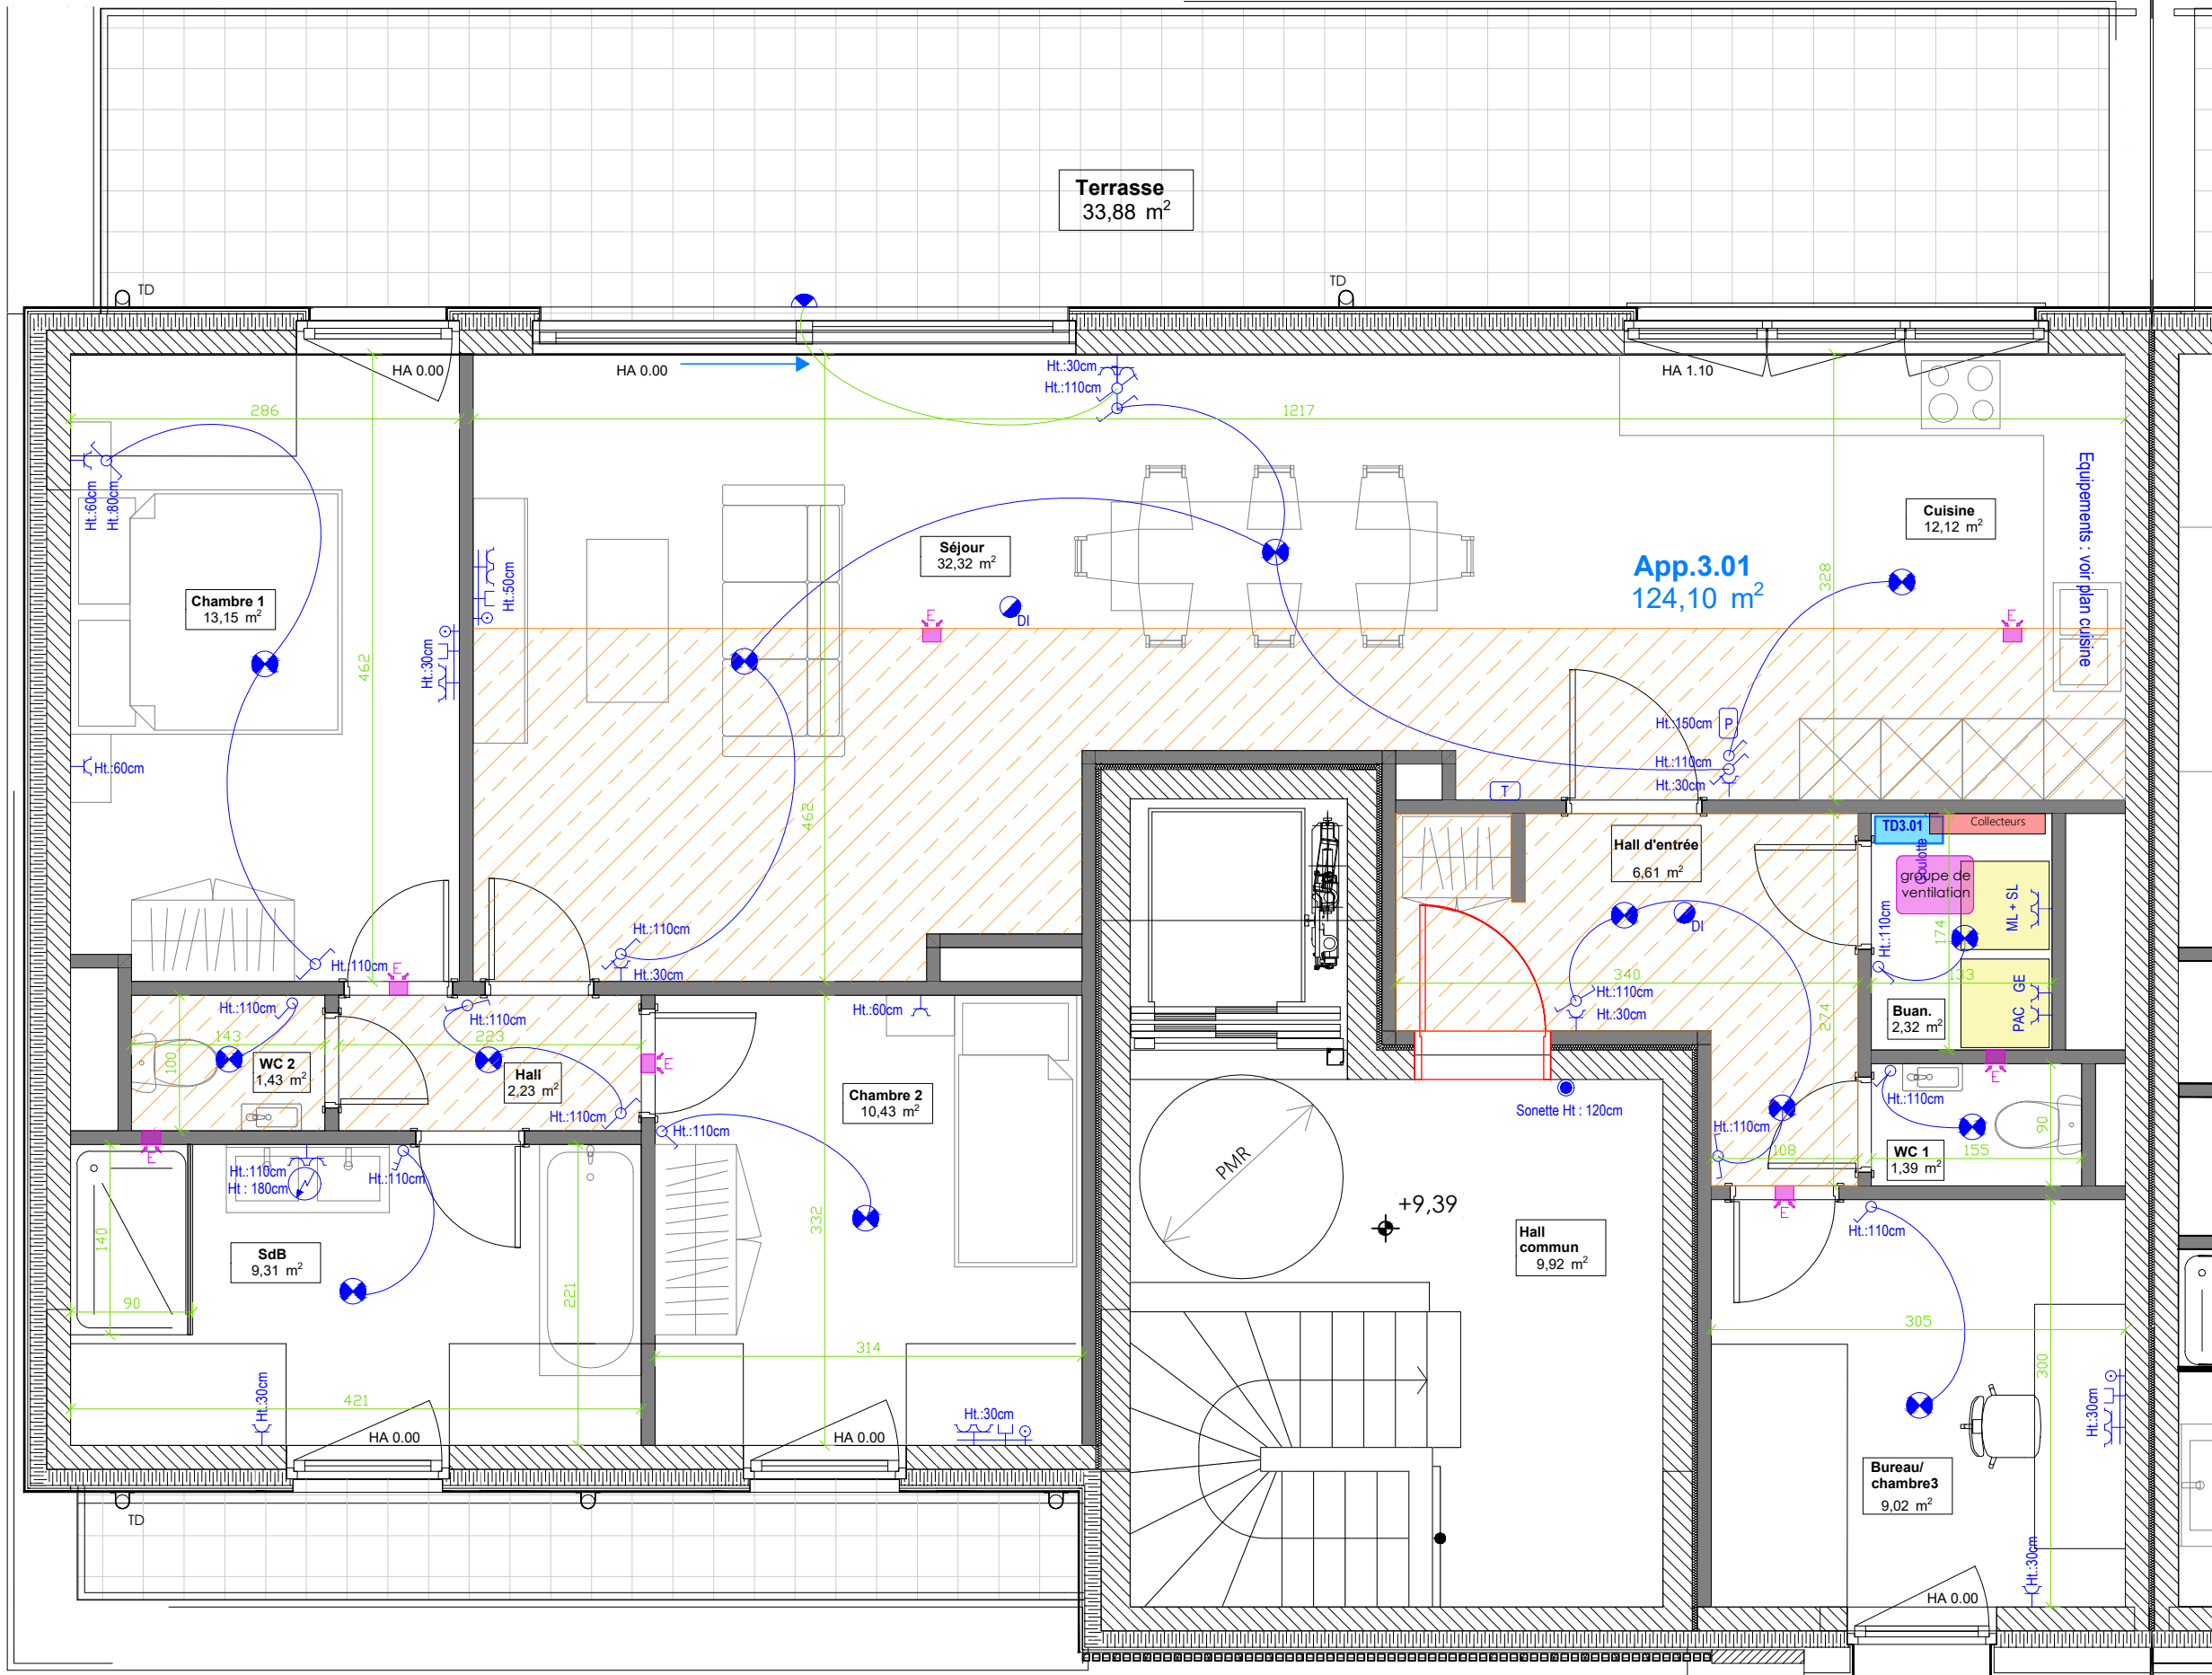 Terrasse
33,88 m²
TD
TD
HA 0.00
HA 0.00
Ht.:30cm
Ht.:110cm
HA 1.10
286
1217
Ht.:60cm
Ht.:80cm
Equipements : voir plan cuisine
Cuisine
12,12 m²
Séjour
32,32 m²
App.3.01
124,10 m²
328
Ht.:50cm
Chambre 1
13,15 m²
E
DI
E
Ht.:30cm
462
462
Ht.:150cm
P
Ht.:110cm
Ht.:30cm
Ht.:60cm
T
TD3.01
Collecteurs
Hall d'entrée
6,61 m²
Goulotte
groupe de
ventilation
ML + SL
DI
Ht.:110cm
174
Ht.:110cm
Ht.:30cm
Ht.:110cm
E
340
133
Ht.:110cm
Ht.:30cm
Ht.:60cm
PAC GE
Buan.
2,32 m²
274
Ht.:110cm
Ht.:110cm
143
223
100
WC 2
1,43 m²
Hall
2,23 m²
E
E
Chambre 2
10,43 m²
Sonette Ht : 120cm
Ht.:110cm
Ht.:110cm
Ht.:110cm
Ht.:110cm
90
108
155
WC 1
1,39 m²
E
Ht.:110cm
Ht : 180cm
Ht.:110cm
PMR
+9,39
E
Ht.:110cm
140
332
SdB
9,31 m²
Hall
commun
9,92 m²
90
221
305
314
300
421
Ht.:30cm
Ht.:30cm
Ht.:30cm
HA 0.00
HA 0.00
Bureau/
chambre3
9,02 m²
TD
Ht.:30cm
HA 0.00